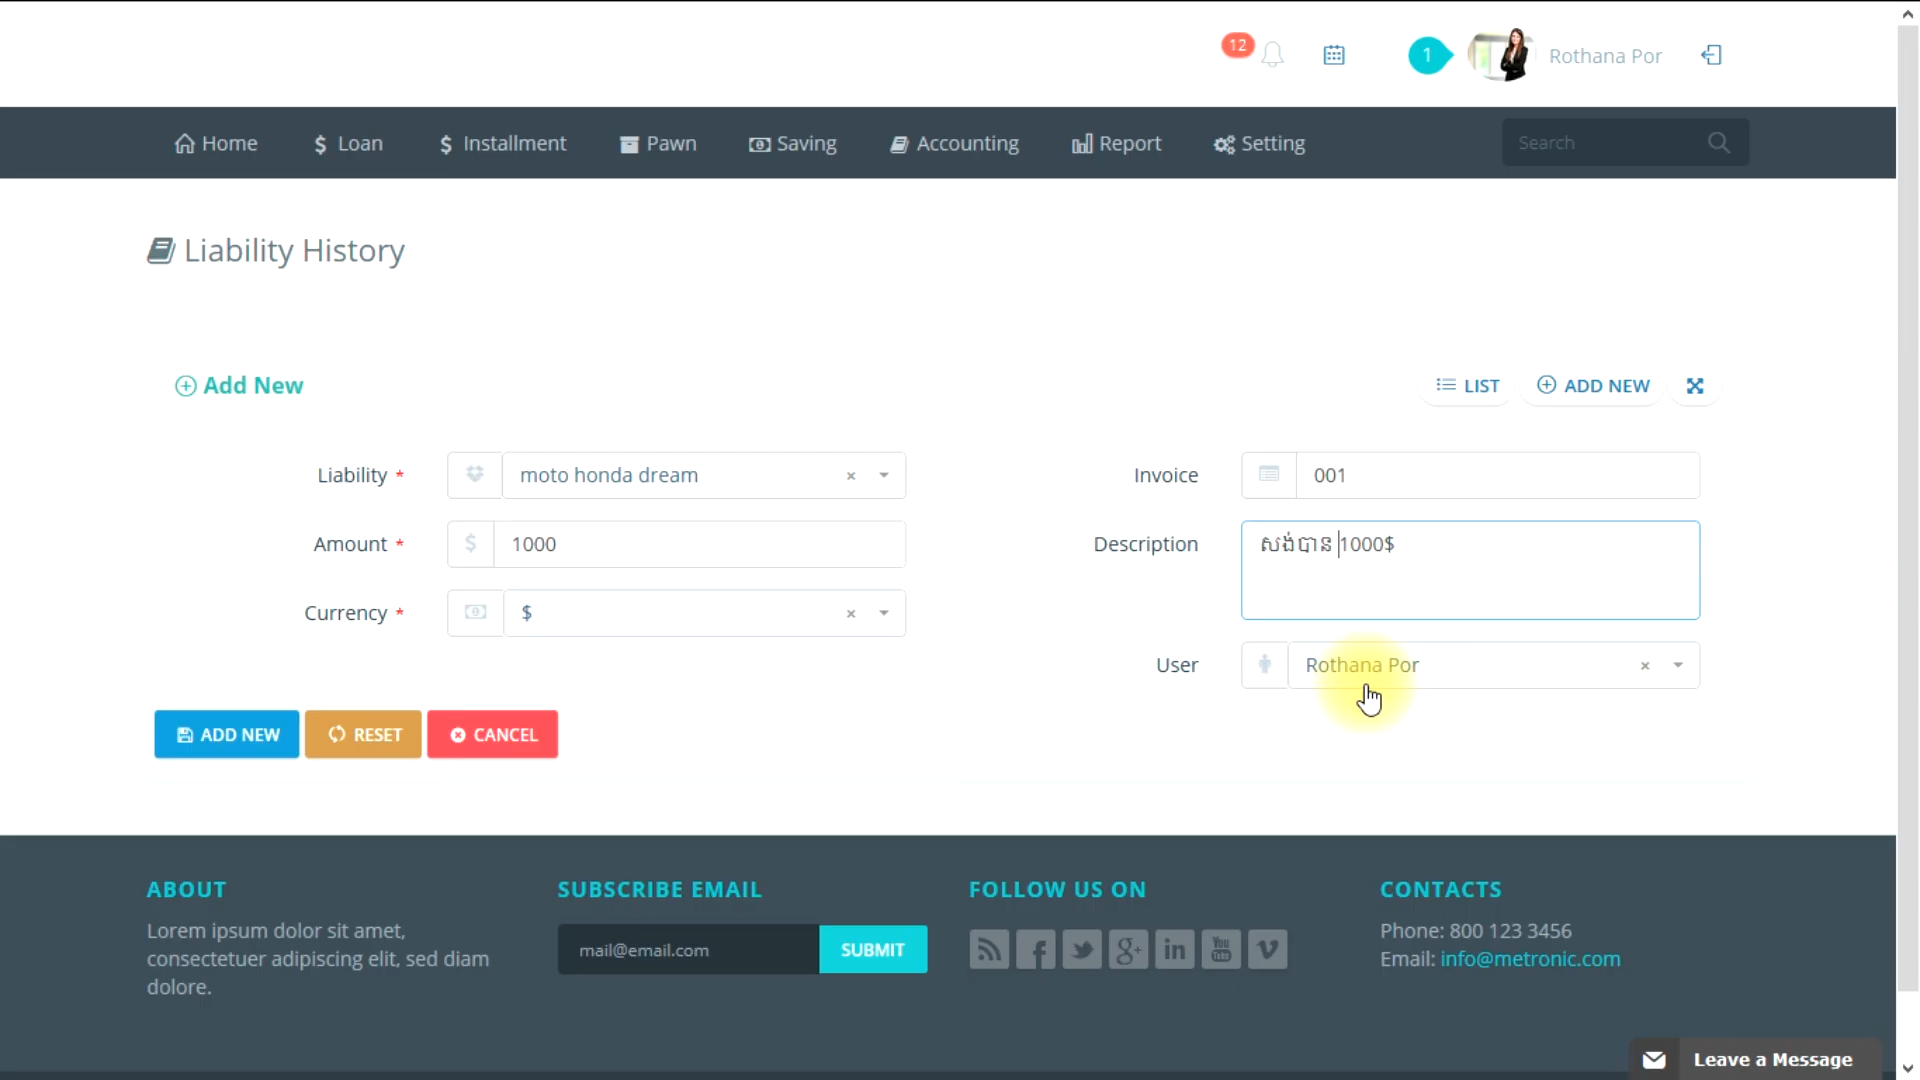 12
1
Rothana Por
Home
Loan
Installment
Pawn
Saving
Accounting
Report
Setting
Search
Liability History
Add New
LIST
ADD NEW
Liability *
moto honda dream
Amount *
$
1000
Currency *
$
Invoice
001
Description
សង់បាន 1000$
User
Rothana Por
ADD NEW
RESET
CANCEL
ABOUT
Lorem ipsum dolor sit amet,
consectetuer adipiscing elit, sed diam
dolore.
SUBSCRIBE EMAIL
mail@email.com
SUBMIT
FOLLOW US ON
CONTACTS
Phone: 800 123 3456
Email: info@metronic.com
Leave a Message